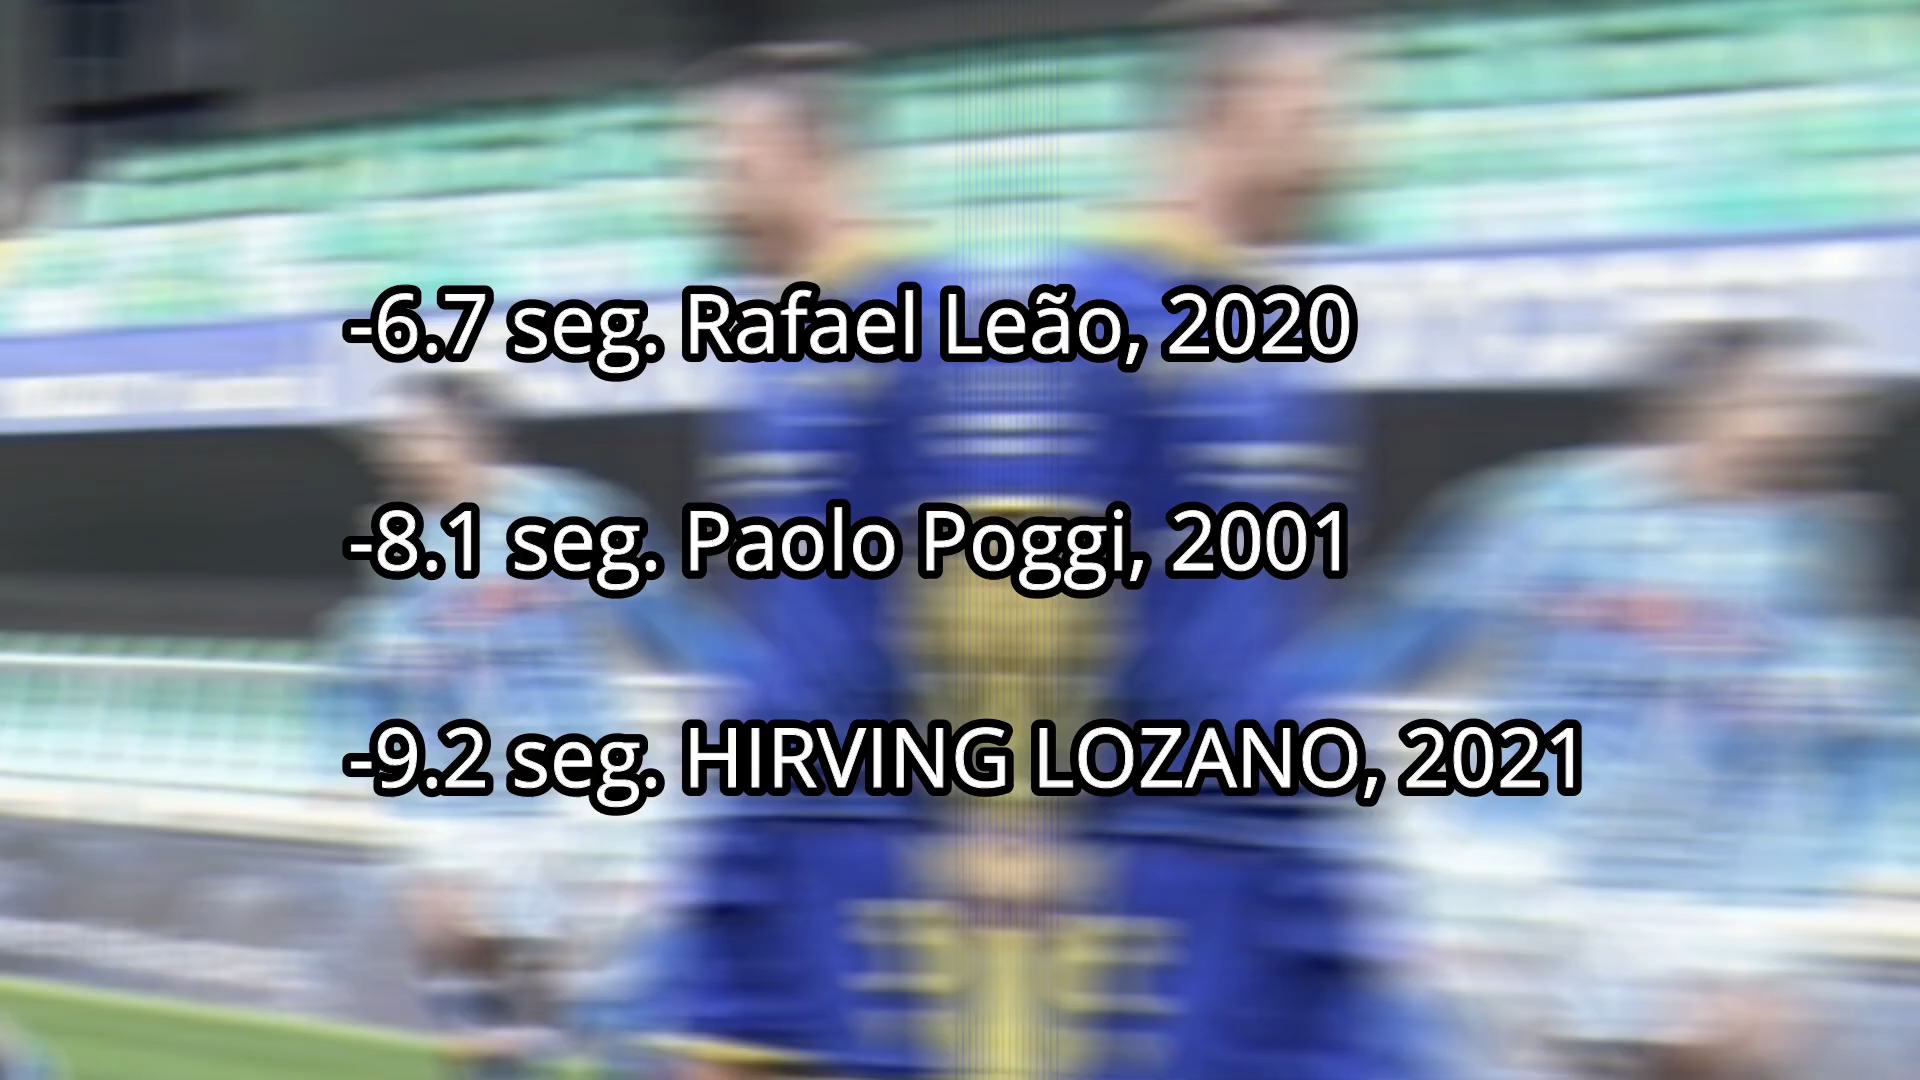 -6.7 seg. Rafael Leão, 2020
-8.1 seg. Paolo Poggi, 2001
-9.2 seg. HIRVING LOZANO, 2021